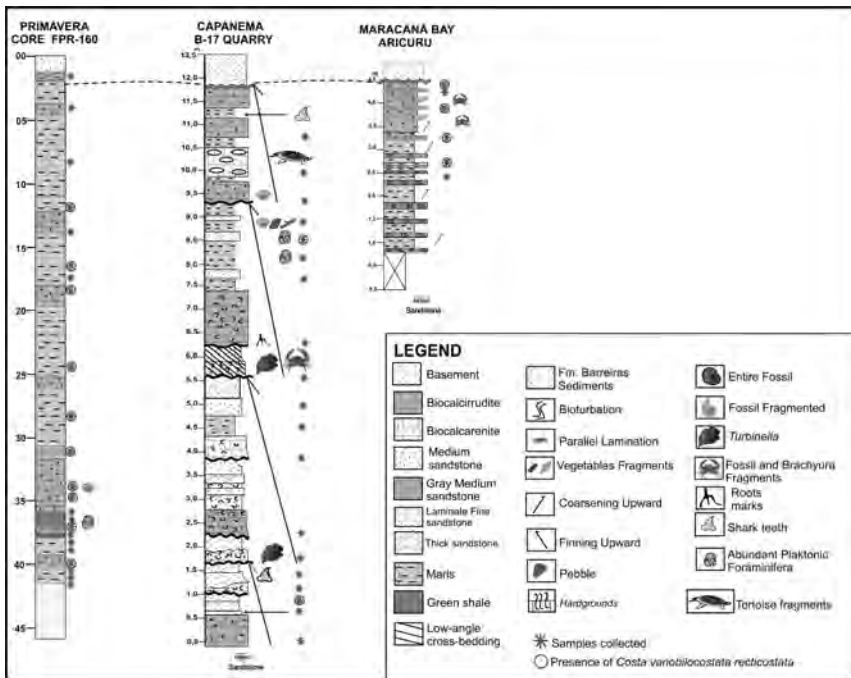 PRIMAVERA
CORE FPR-160
CAPANEMA
B-17 QUARRY
MARACANÃ BAY
ARICURU
00
05
10
15
20
25
30
35
40
45
13,5
12,5
12,0
11,5
11,0
10,5
10,0
9,5
9,0
8,5
8,0
7,5
7,0
6,5
6,0
5,5
5,0
4,5
4,0
3,5
3,0
2,5
2,0
1,5
1,0
0,5
0,0
Sandstone
Sandstone
LEGEND
Basement
Biocalcirrudite
Biocalcarenite
Medium
sandstone
Gray Medium
sandstone
Laminate Fine
sandstone
Thick sandstone
Marls
Green shale
Low-angle
cross-bedding
Fm. Barreiras
Sediments
Bioturbation
Parallel Lamination
Vegetables Fragments
Coarsening Upward
Finning Upward
Pebble
Hardgrounds
Samples collected
Presence of Costa variobilocostata recticostata
Entire Fossil
Fossil Fragmented
Turbinella
Fossil and Brachyura
Fragments
Roots
marks
Shark teeth
Abundant Planktonic
Foraminifera
Tortoise fragments